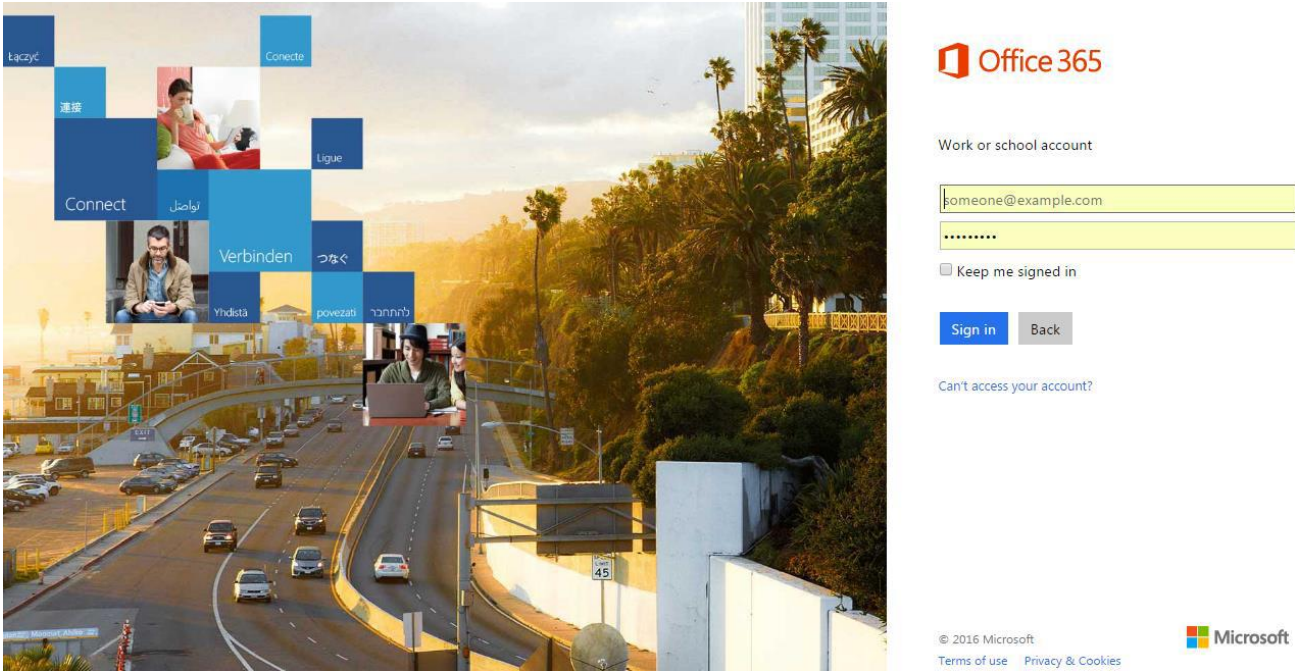 Łączyć
Conecte
連接
Ligue
Connect
تواصل
Verbinden
つなぐ
Yhdistä
povezati
להתחבר
EXIT
LIMIT
45
Office 365
Work or school account
someone@example.com
•••••••••
Keep me signed in
Sign in
Back
Can't access your account?
© 2016 Microsoft
Microsoft
Terms of use Privacy & Cookies